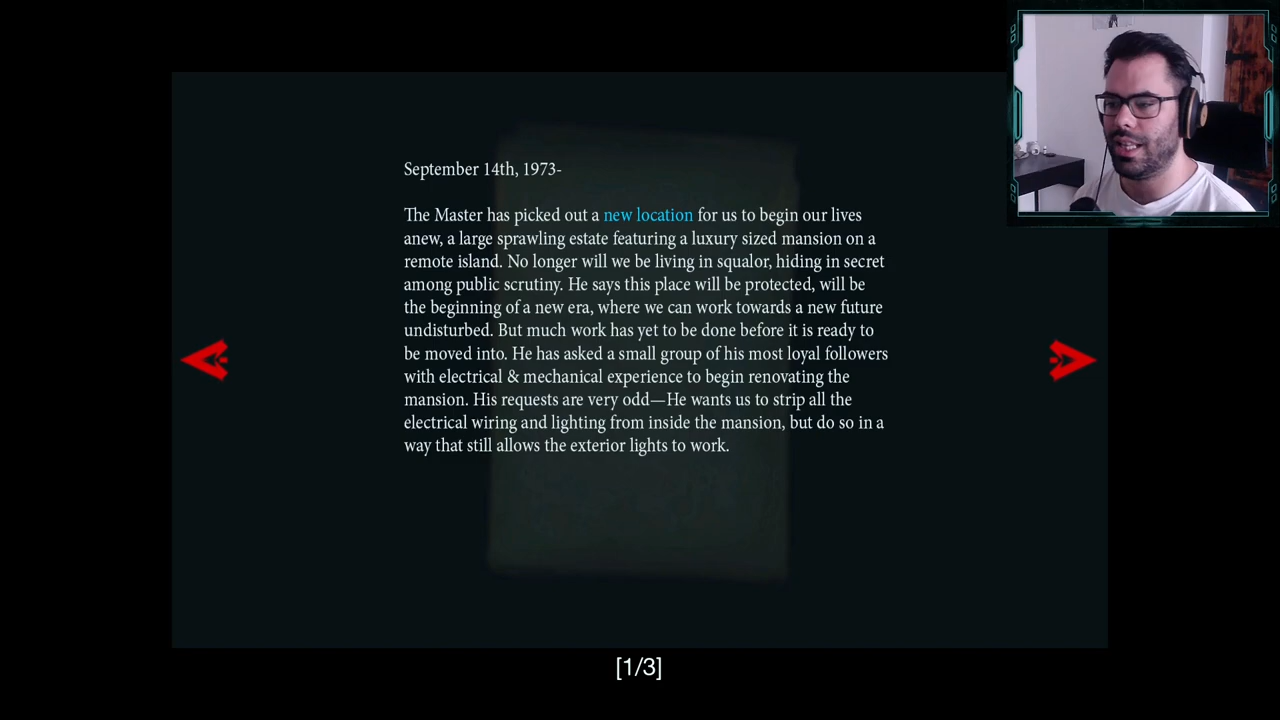 September 14th, 1973-
The Master has picked out a new location for us to begin our lives
anew, a large sprawling estate featuring a luxury sized mansion on a
remote island. No longer will we be living in squalor, hiding in secret
among public scrutiny. He says this place will be protected, will be
the beginning of a new era, where we can work towards a new future
undisturbed. But much work has yet to be done before it is ready to
be moved into. He has asked a small group of his most loyal followers
with electrical & mechanical experience to begin renovating the
mansion. His requests are very odd—He wants us to strip all the
electrical wiring and lighting from inside the mansion, but do so in a
way that still allows the exterior lights to work.
[1/3]